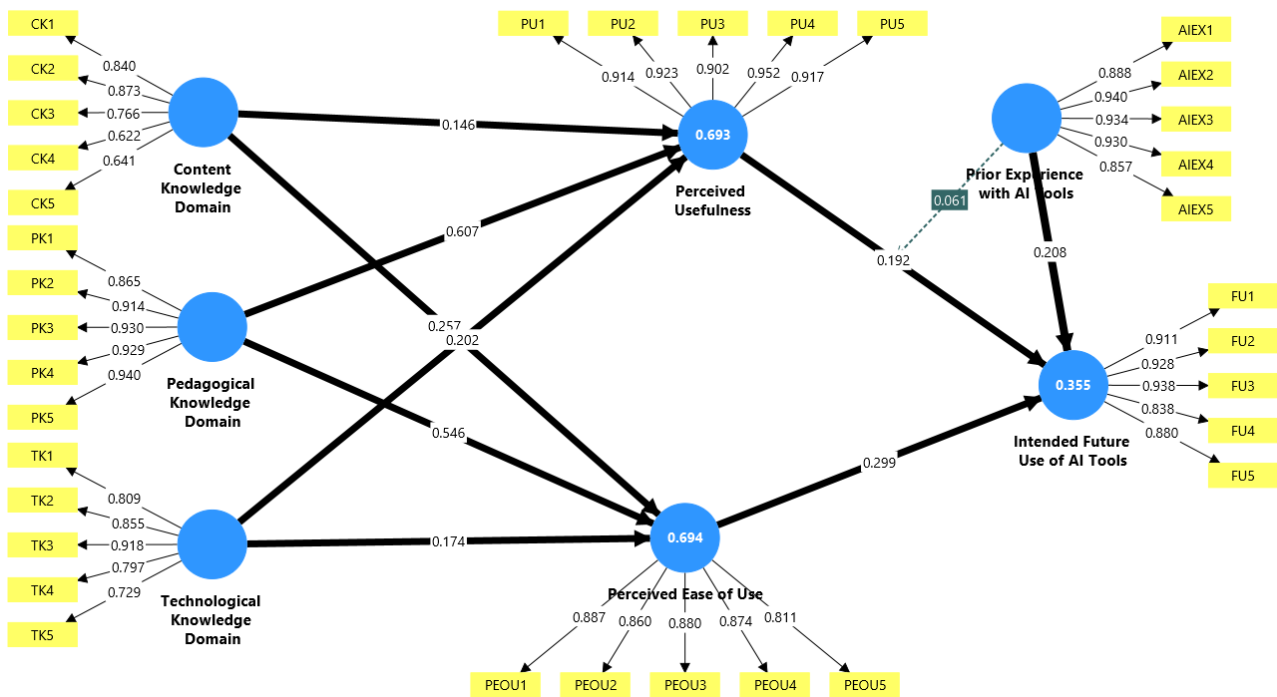 CK1
CK2
CK3
CK4
CK5
0.840
0.873
0.766
0.622
0.641
Content
Knowledge
Domain
PK1
PK2
PK3
PK4
PK5
0.865
0.914
0.930
0.929
0.940
Pedagogical
Knowledge
Domain
TK1
TK2
TK3
TK4
TK5
0.809
0.855
0.918
0.797
0.729
Technological
Knowledge
Domain
0.146
0.607
0.257
0.202
0.546
0.174
PU1
PU2
PU3
PU4
PU5
0.914
0.923
0.902
0.952
0.917
0.693
Perceived
Usefulness
0.694
Perceived Ease of Use
0.887
0.860
0.880
0.874
0.811
PEOU1
PEOU2
PEOU3
PEOU4
PEOU5
AIEX1
AIEX2
AIEX3
AIEX4
AIEX5
0.888
0.940
0.934
0.930
0.857
Prior Experience
with AI Tools
0.061
0.192
0.208
0.299
0.355
Intended Future
Use of AI Tools
0.911
0.928
0.938
0.838
0.880
FU1
FU2
FU3
FU4
FU5